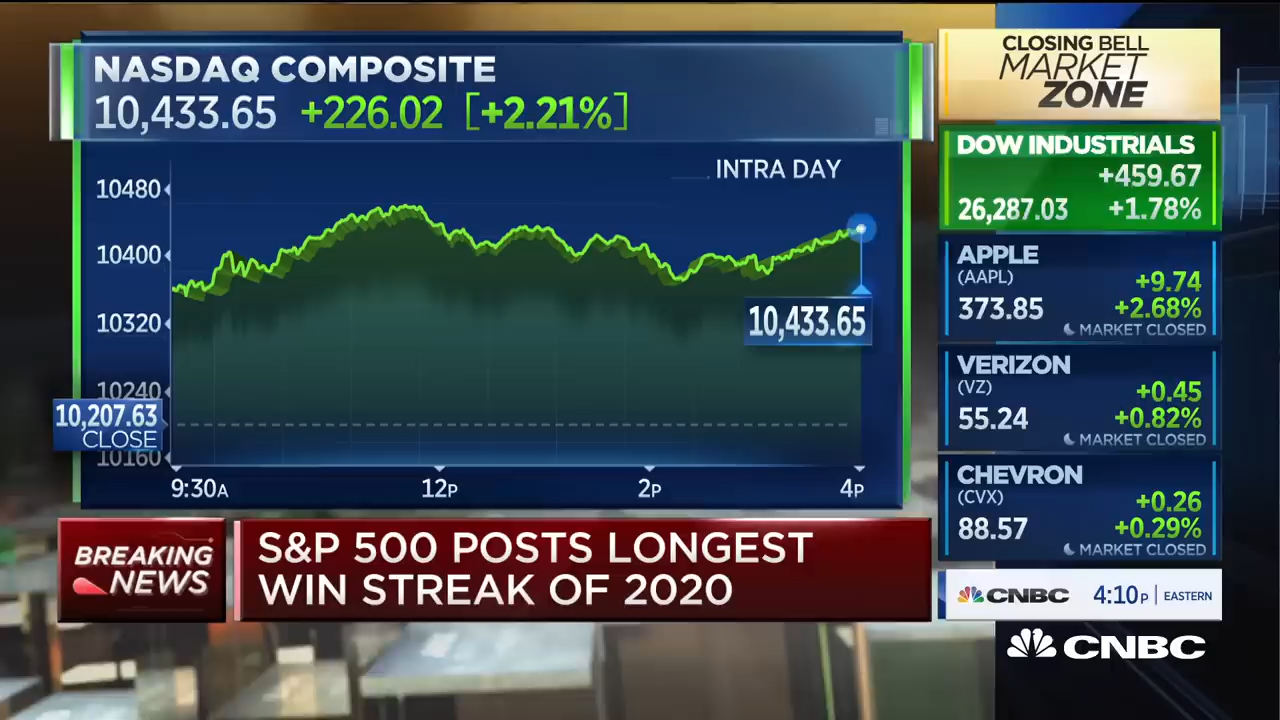 NASDAQ COMPOSITE
10,433.65 +226.02 [+2.21%]
INTRA DAY
10480
10400
10320
10240
10,207.63
CLOSE
10160
10,433.65
9:30A 12P 2P 4P
BREAKING
NEWS
S&P 500 POSTS LONGEST
WIN STREAK OF 2020
CLOSING BELL
MARKET
ZONE
DOW INDUSTRIALS
+459.67
26,287.03 +1.78%
APPLE
(AAPL) +9.74
373.85 +2.68%
MARKET CLOSED
VERIZON
(VZ) +0.45
55.24 +0.82%
MARKET CLOSED
CHEVRON
(CVX) +0.26
88.57 +0.29%
MARKET CLOSED
CNBC 4:10P | EASTERN
CNBC